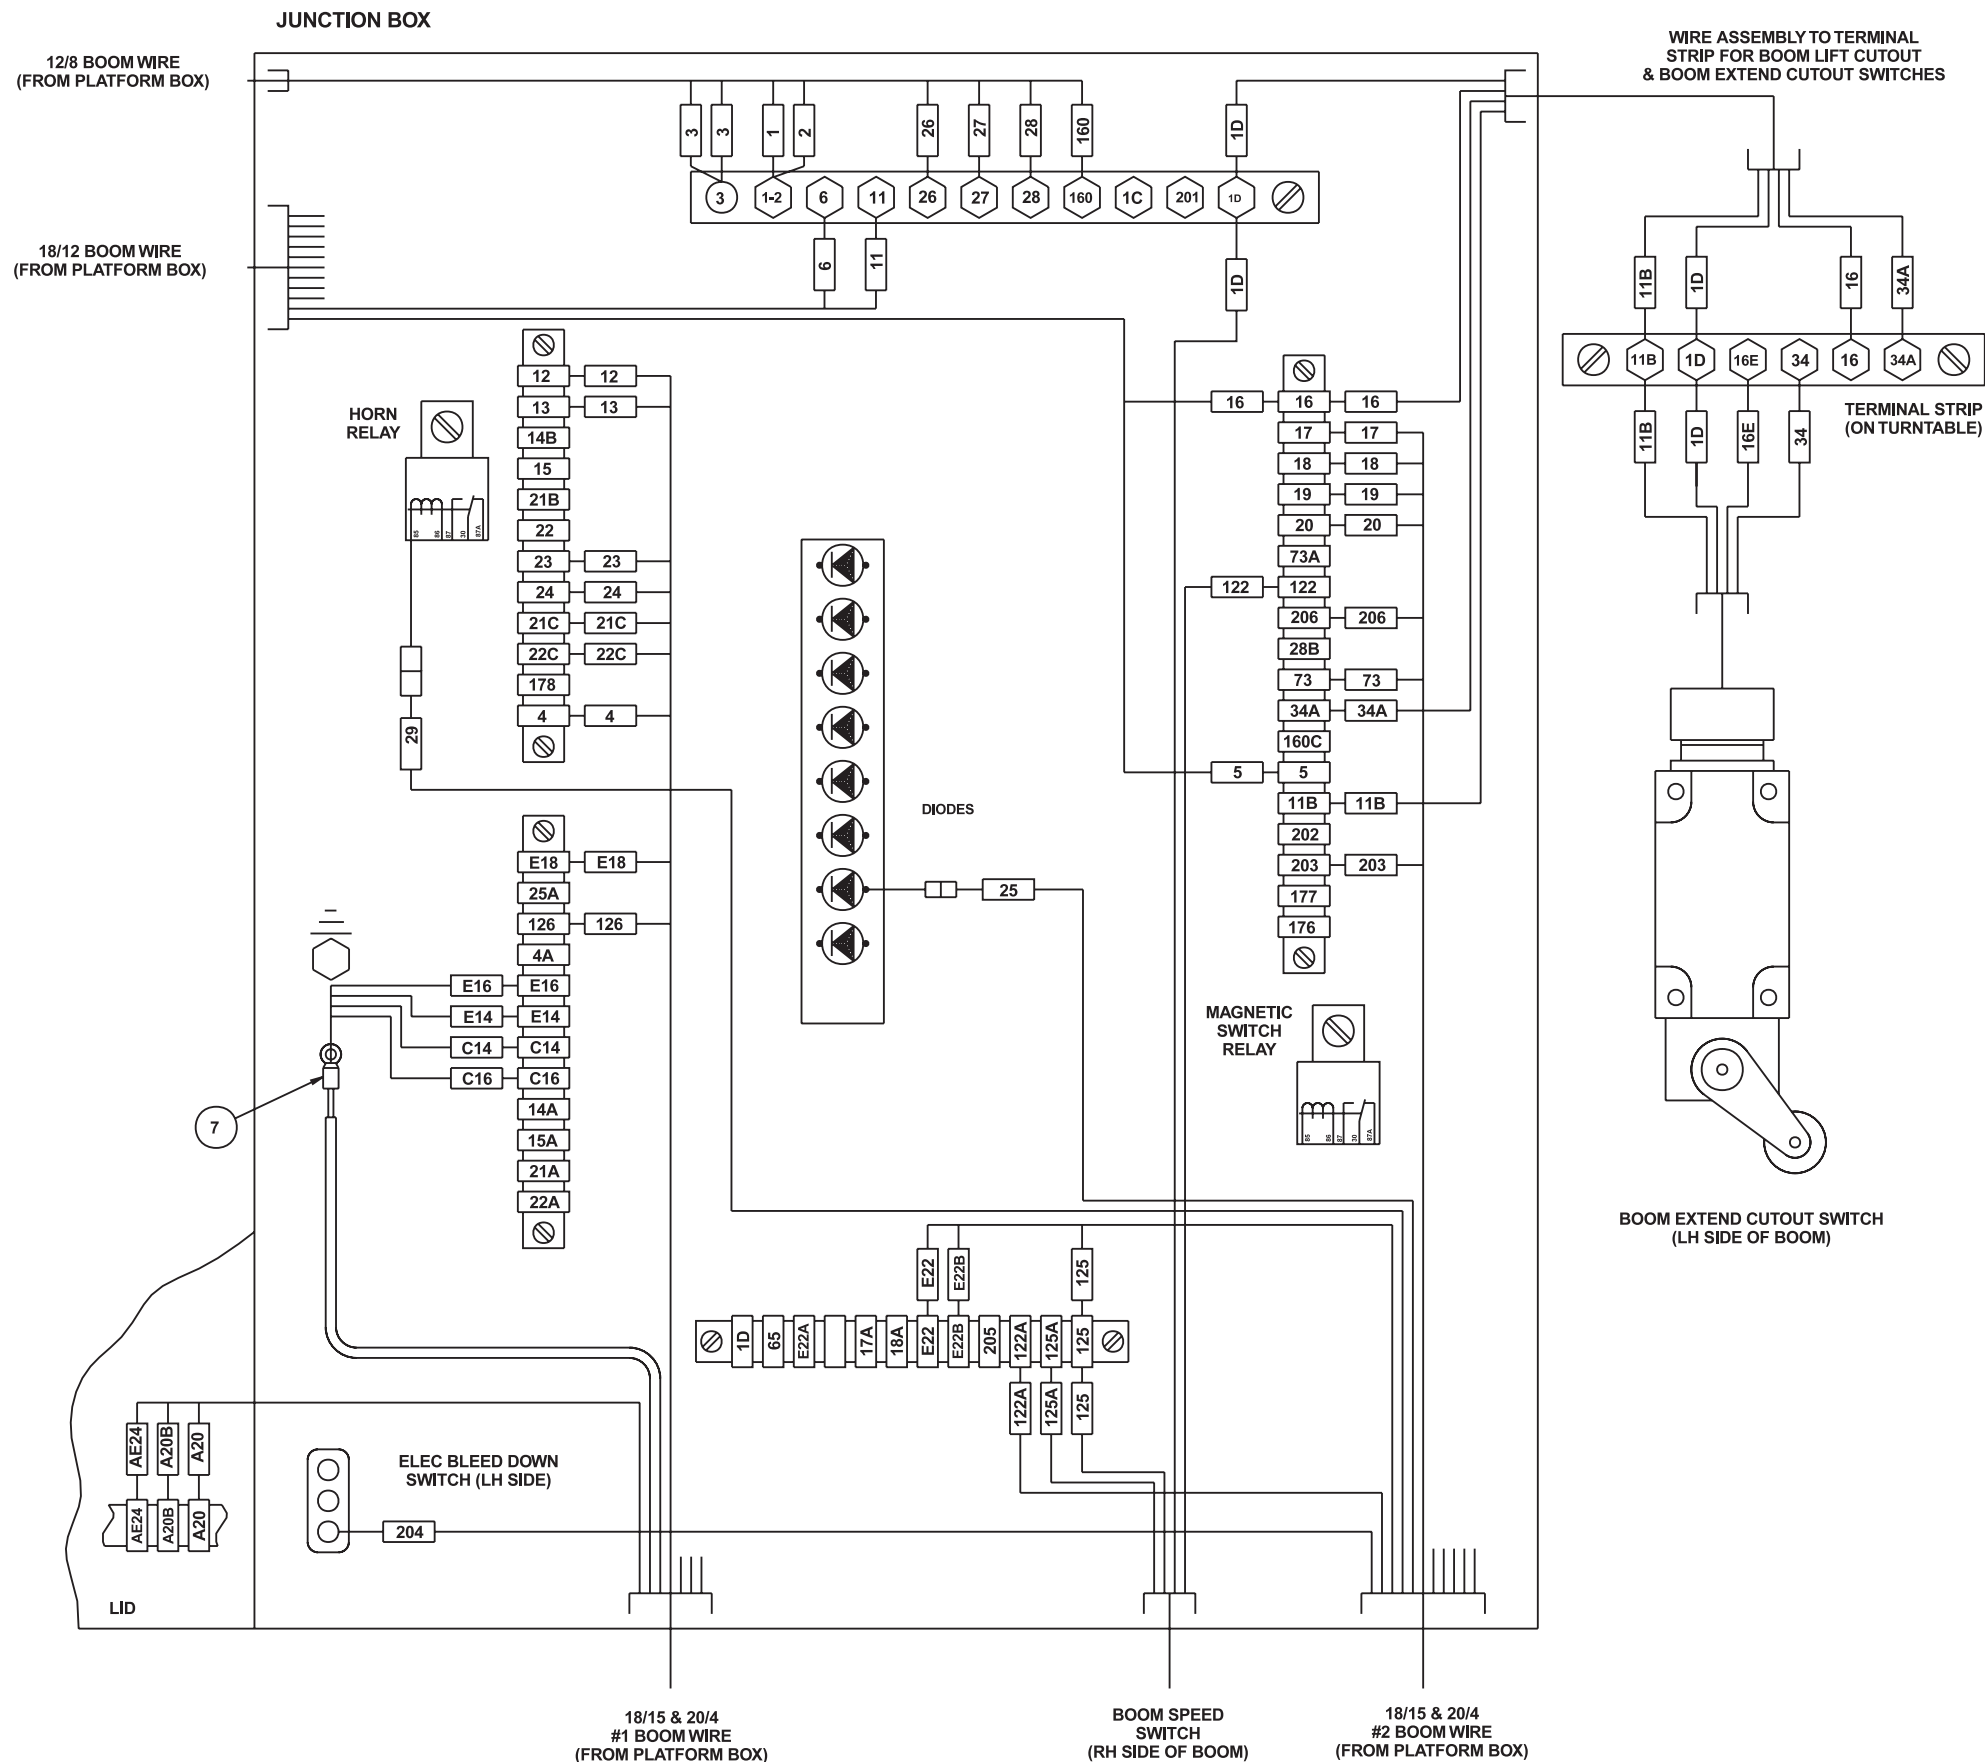 JUNCTION BOX
12/8 BOOM WIRE
(FROM PLATFORM BOX)
WIRE ASSEMBLY TO TERMINAL
STRIP FOR BOOM LIFT CUTOUT
& BOOM EXTEND CUTOUT SWITCHES
3 3 1 2 26 27 28 160 1D
3 1-2 6 11 26 27 28 160 1C 201 1D
6 11 1D
18/12 BOOM WIRE
(FROM PLATFORM BOX)
11B 1D 16 34A
11B 1D 16E 34 16 34A
11B 1D 16E 34
TERMINAL STRIP
(ON TURNTABLE)
HORN
RELAY
85 86 87 30 87A
29
12 12
13 13
14B
15
21B
22
23 23
24 24
21C 21C
22C 22C
178
4 4
16 16 16
17 17
18 18
19 19
20 20
73A
122 122
206 206
28B
73 73
34A 34A
160C
5 5
11B 11B
202
203 203
177
176
DIODES
25
E18 E18
25A
126 126
4A
E16 E16
E14 E14
C14 C14
C16 C16
14A
15A
21A
22A
7
MAGNETIC
SWITCH
RELAY
85 86 87 30 87A
BOOM EXTEND CUTOUT SWITCH
(LH SIDE OF BOOM)
E22 E22B 125
1D 65 E22A 17A 18A E22 E22B 205 122A 125A 125
122A 125A 125
AE24 A20B A20
AE24 A20B A20
ELEC BLEED DOWN
SWITCH (LH SIDE)
204
LID
18/15 & 20/4
#1 BOOM WIRE
(FROM PLATFORM BOX)
BOOM SPEED
SWITCH
(RH SIDE OF BOOM)
18/15 & 20/4
#2 BOOM WIRE
(FROM PLATFORM BOX)